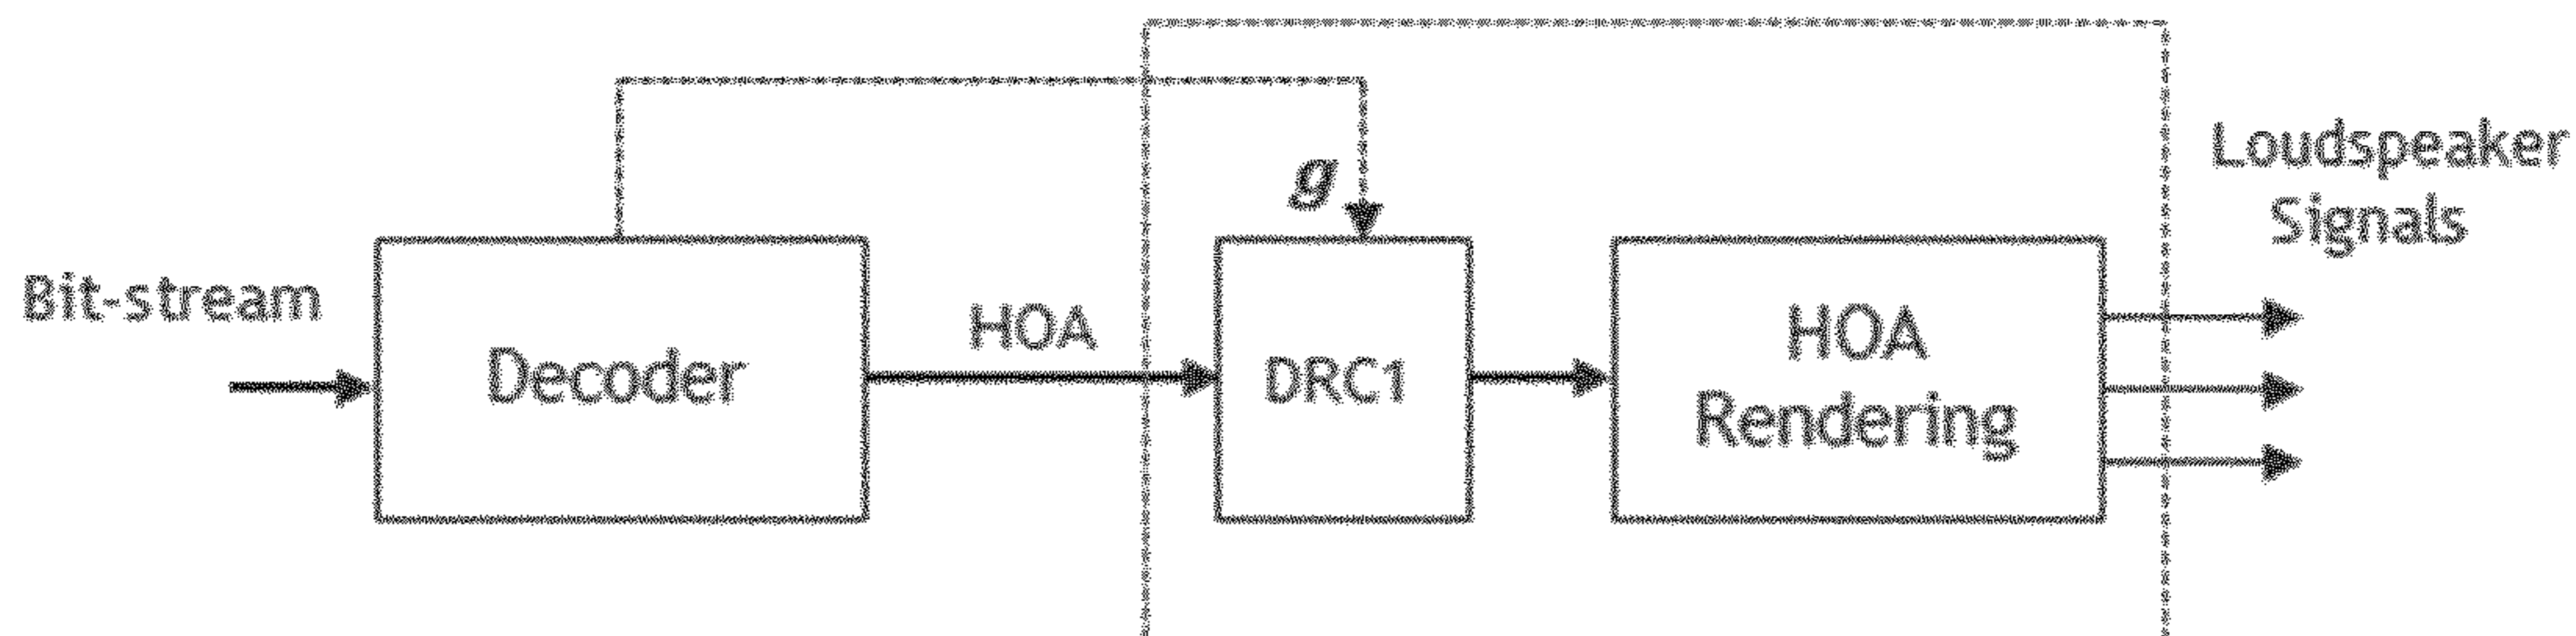 Bit-stream
Decoder
HOA
g
DRC1
HOA
Rendering
Loudspeaker
Signals